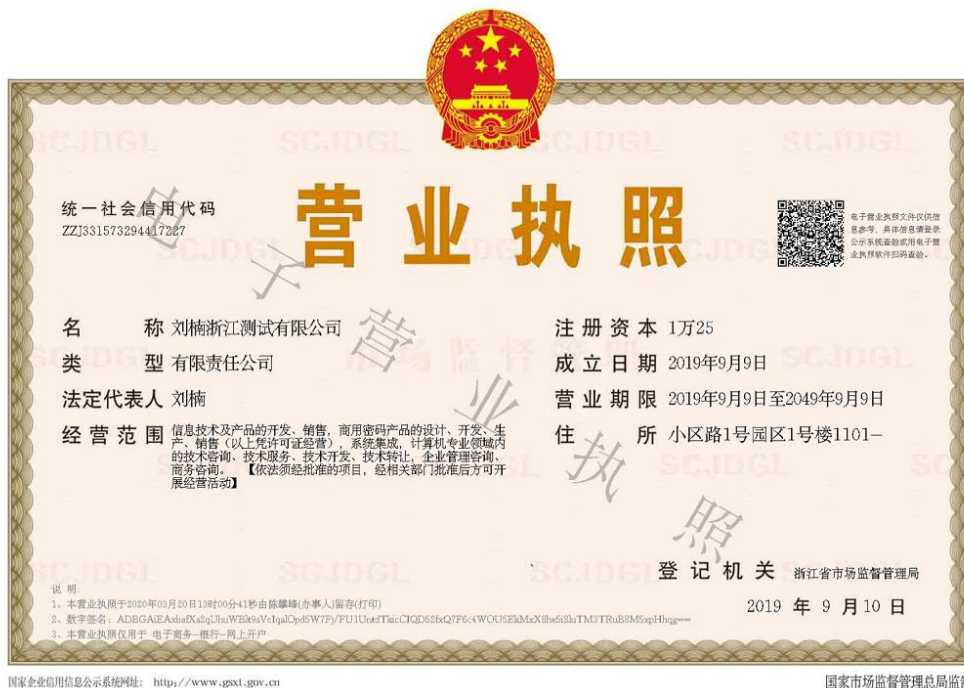 营业执照
统一社会信用代码
ZZJ331573294417227
电子营业执照文件仅供信
息参考，具体信息请登录
公示系统查验或用电子营
业执照软件扫码查验。
名 称 刘楠浙江测试有限公司
类 型 有限责任公司
法定代表人 刘楠
经营范围 信息技术及产品的开发、销售，商用密码产品的设计、开发、生
产、销售（以上凭许可证经营），系统集成，计算机专业领域内
的技术咨询、技术服务、技术开发、技术转让，企业管理咨询、
商务咨询。 【依法须经批准的项目，经相关部门批准后方可开
展经营活动】
注册资本 1万25
成立日期 2019年9月9日
营业期限 2019年9月9日至2049年9月9日
住 所 小区路1号园区1号楼1101-
电子营业执照
登记机关 浙江省市场监督管理局
2019 年 9 月 10 日
说 明:
1、本营业执照于2020年03月20日13时00分41秒由陈攀峰(办事人)留存(打印)
2、数字签名:
3、本营业执照仅用于 电子商务-银行-网上开户
国家企业信用信息公示系统网址: http://www.gsxt.gov.cn
国家市场监督管理总局监